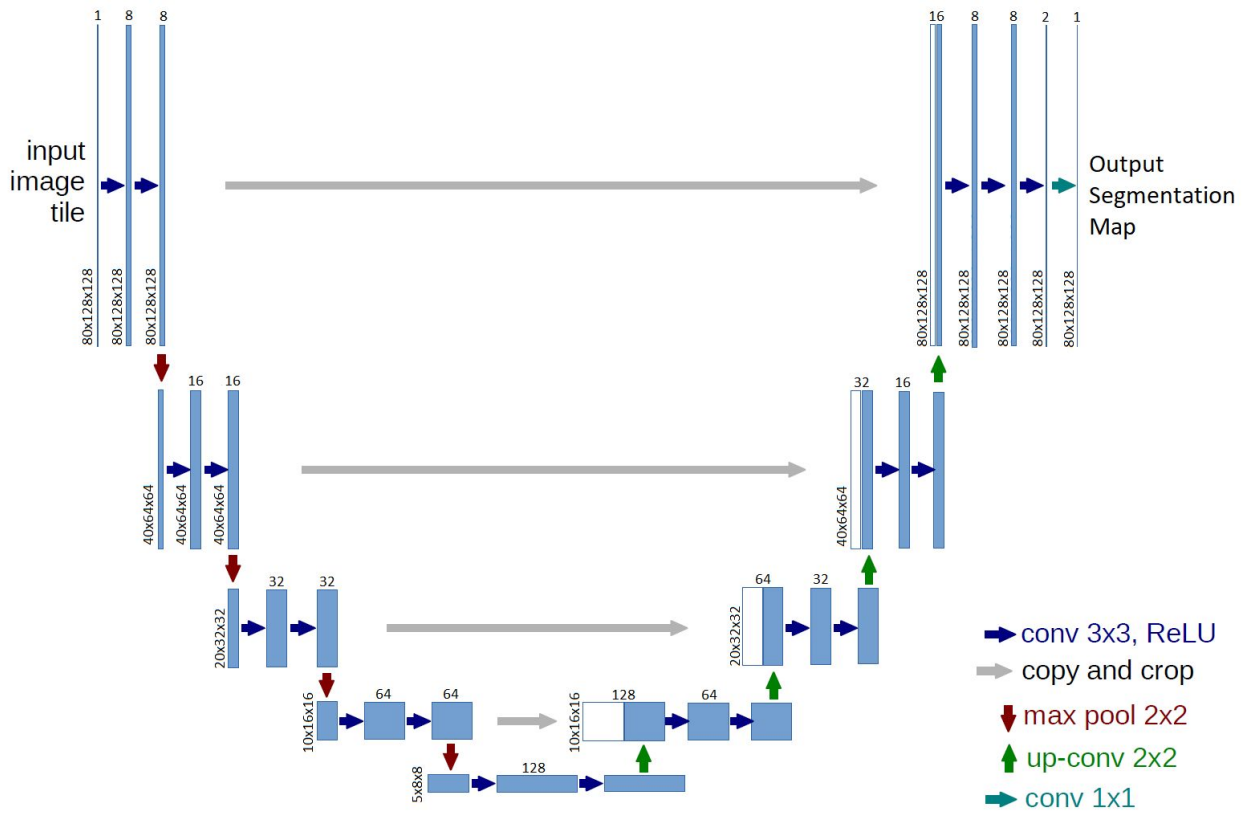 1 8 8
16 8 8 2 1
input
image
tile
Output
Segmentation
Map
80x128x128 80x128x128 80x128x128
80x128x128 80x128x128 80x128x128 80x128x128 80x128x128
16 16
32 16
40x64x64 40x64x64 40x64x64
40x64x64
32 32
64 32
20x32x32
20x32x32
64 64
128 64
10x16x16
10x16x16
128
5x8x8
conv 3x3, ReLU
copy and crop
max pool 2x2
up-conv 2x2
conv 1x1